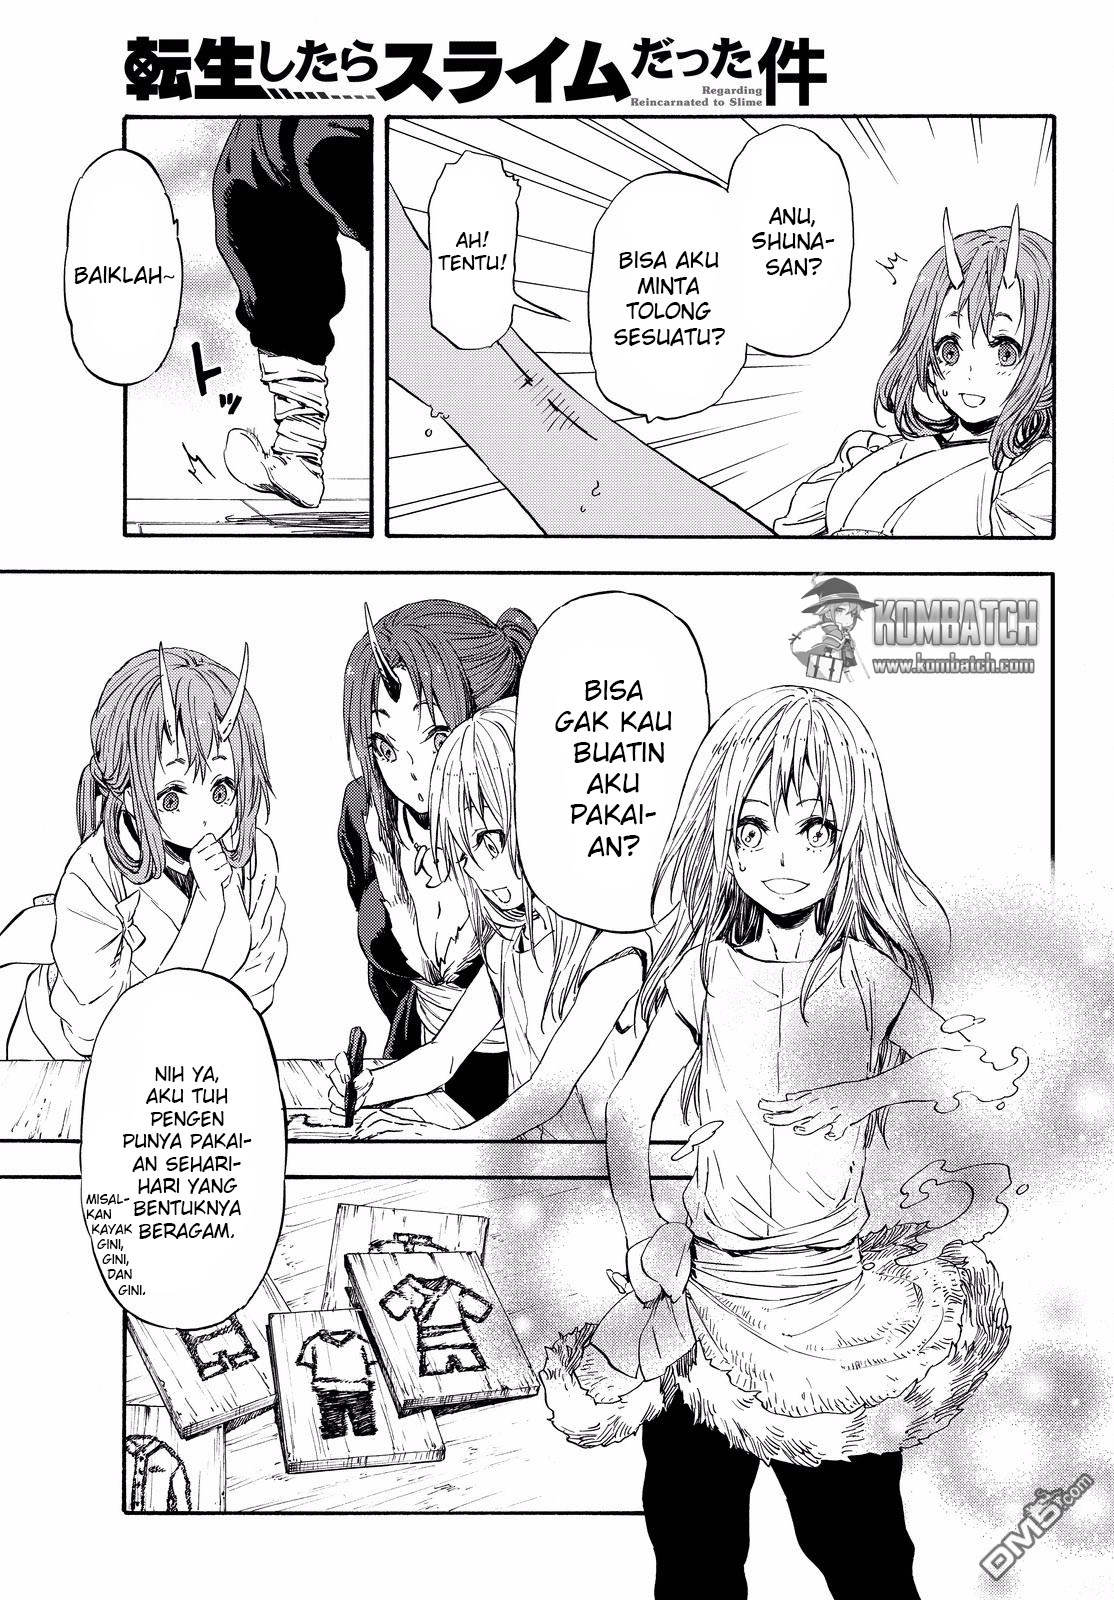 転生したらスライムだった件
Regarding
Reincarnated to Slime
ANU,
SHUNA-
SAN?
BISA AKU
MINTA
TOLONG
SESUATU?
AH!
TENTU!
BAIKLAH~
トッ
KOMBATCH
www.kombatch.com
BISA
GAK KAU
BUATIN
AKU
PAKAI-
AN?
NIH YA,
AKU TUH
PENGEN
PUNYA PAKAI-
AN SEHARI-
HARI YANG
BENTUKNYA
BERAGAM.
MISAL-
KAN
KAYAK
GINI,
GINI,
DAN
GINI.
DM5.com